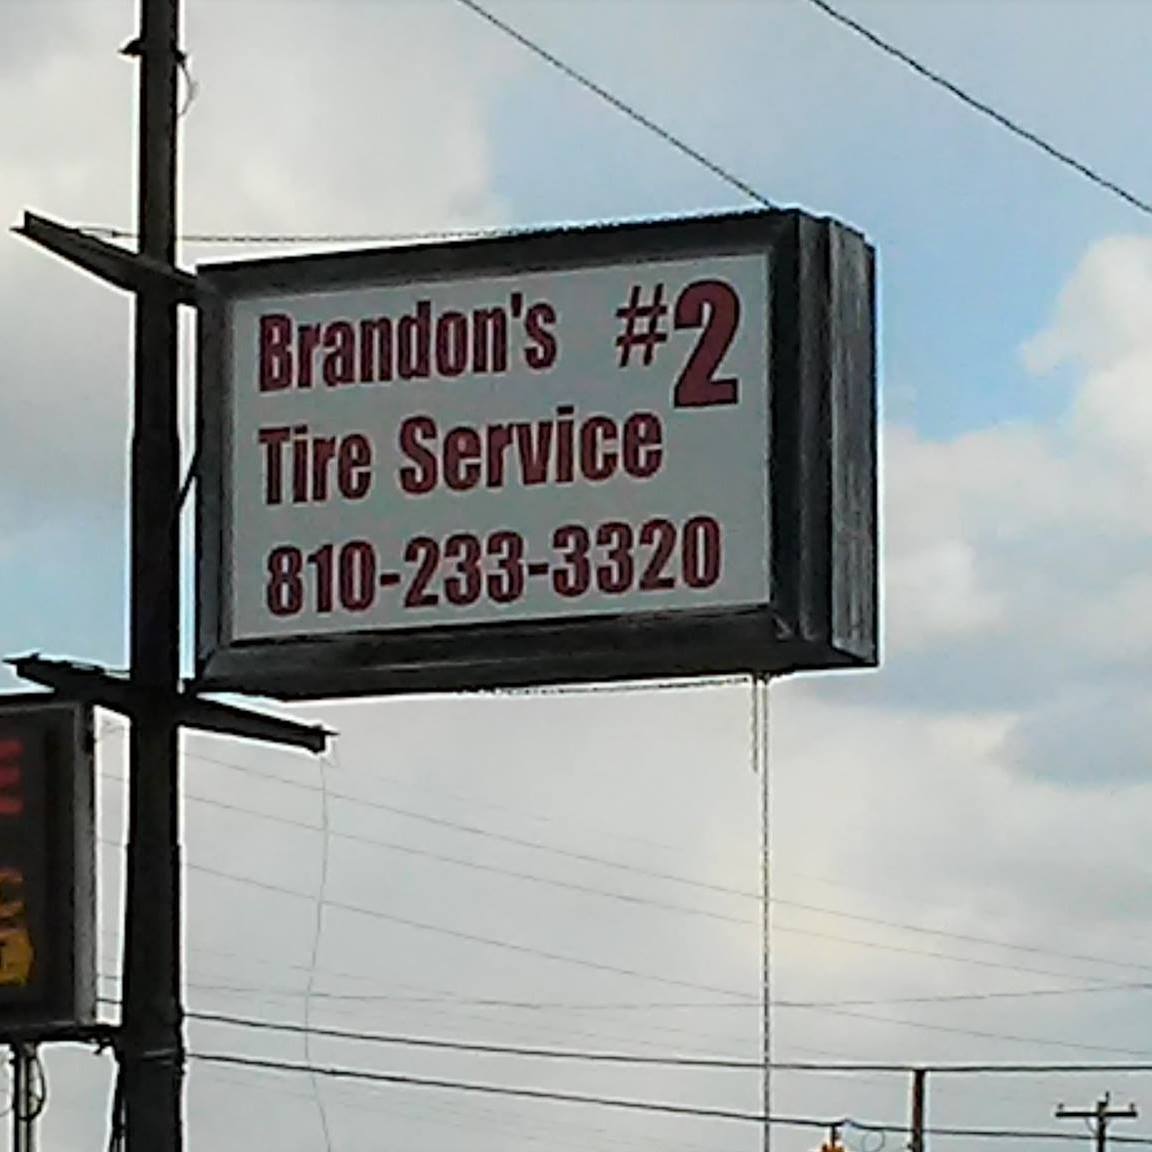 Brandon's #2
Tire Service
810-233-3320